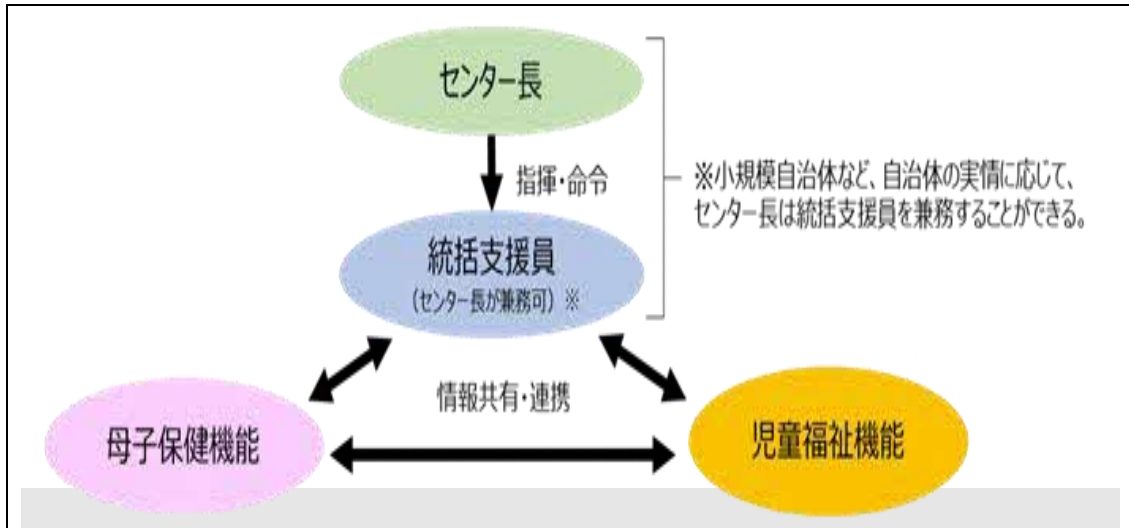 センター長
指揮・命令
※小規模自治体など、自治体の実情に応じて、
センター長は統括支援員を兼務することができる。
統括支援員
（センター長が兼務可）※
情報共有・連携
母子保健機能
児童福祉機能